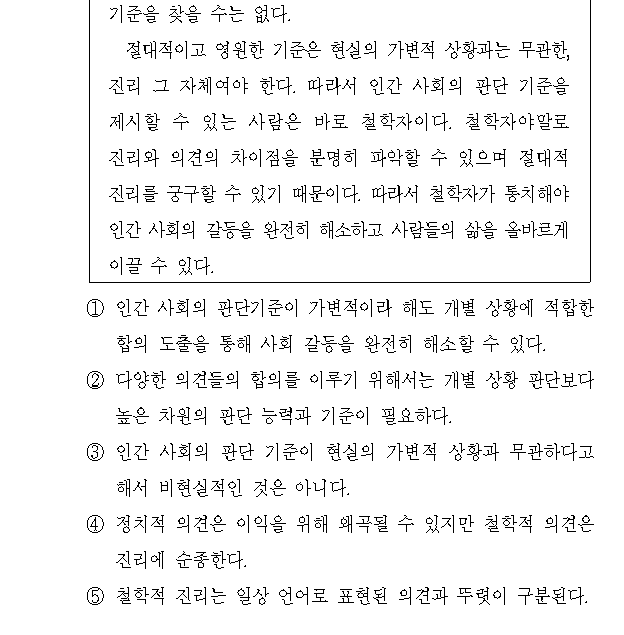 기준을 찾을 수는 없다.
절대적이고 영원한 기준은 현실의 가변적 상황과는 무관한,
진리 그 자체여야 한다. 따라서 인간 사회의 판단 기준을
제시할 수 있는 사람은 바로 철학자이다. 철학자야말로
진리와 의견의 차이점을 분명히 파악할 수 있으며 절대적
진리를 궁구할 수 있기 때문이다. 따라서 철학자가 통치해야
인간 사회의 갈등을 완전히 해소하고 사람들의 삶을 올바르게
이끌 수 있다.
① 인간 사회의 판단기준이 가변적이라 해도 개별 상황에 적합한
합의 도출을 통해 사회 갈등을 완전히 해소할 수 있다.
② 다양한 의견들의 합의를 이루기 위해서는 개별 상황 판단보다
높은 차원의 판단 능력과 기준이 필요하다.
③ 인간 사회의 판단 기준이 현실의 가변적 상황과 무관하다고
해서 비현실적인 것은 아니다.
④ 정치적 의견은 이익을 위해 왜곡될 수 있지만 철학적 의견은
진리에 순종한다.
⑤ 철학적 진리는 일상 언어로 표현된 의견과 뚜렷이 구분된다.